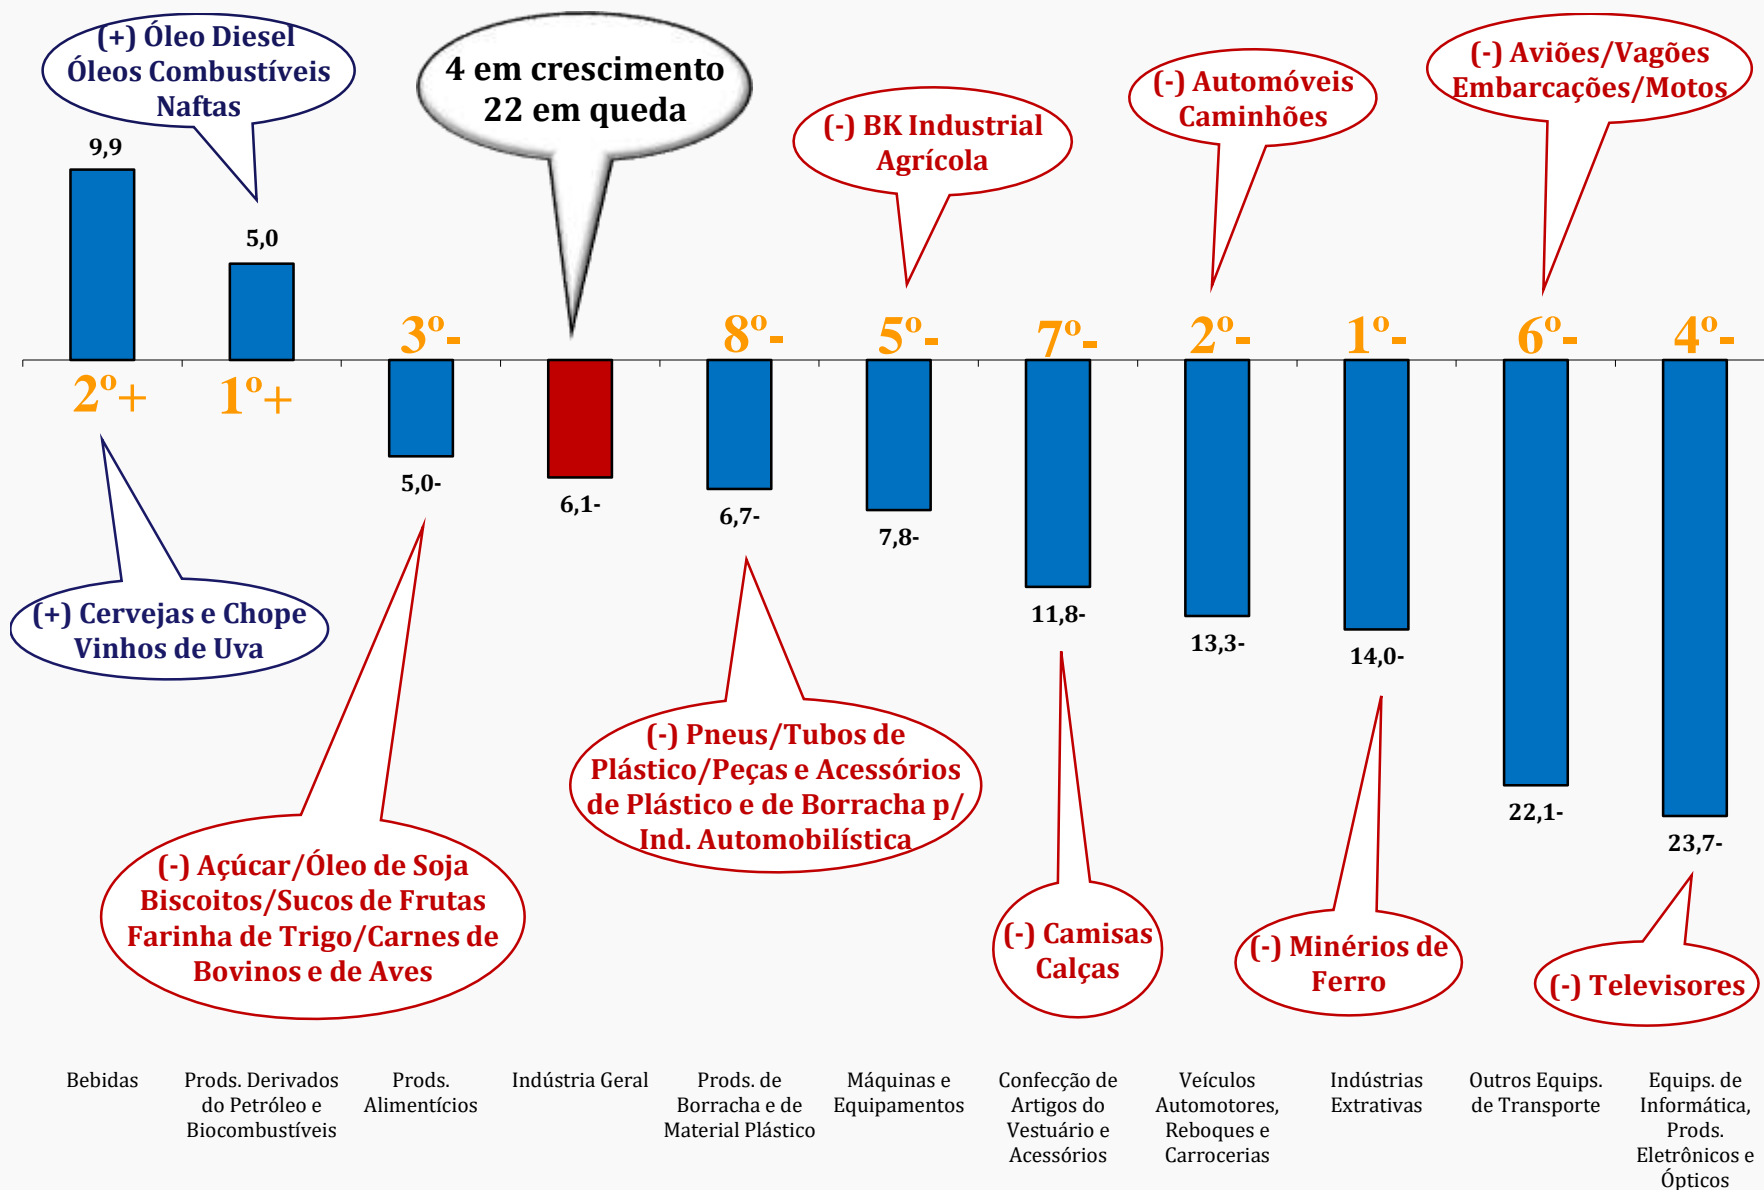 (+) Óleo Diesel
Óleos Combustíveis
Naftas
4 em crescimento
22 em queda
(-) BK Industrial
Agrícola
(-) Automóveis
Caminhões
(-) Aviões/Vagões
Embarcações/Motos
9,9
5,0
2º+
1º+
3º-
8º-
5º-
7º-
2º-
1º-
6º-
4º-
5,0-
6,1-
6,7-
7,8-
11,8-
13,3-
14,0-
22,1-
23,7-
(+) Cervejas e Chope
Vinhos de Uva
(-) Açúcar/Óleo de Soja
Biscoitos/Sucos de Frutas
Farinha de Trigo/Carnes de
Bovinos e de Aves
(-) Pneus/Tubos de
Plástico/Peças e Acessórios
de Plástico e de Borracha p/
Ind. Automobilística
(-) Camisas
Calças
(-) Minérios de
Ferro
(-) Televisores
Bebidas
Prods. Derivados
do Petróleo e
Biocombustíveis
Prods.
Alimentícios
Indústria Geral
Prods. de
Borracha e de
Material Plástico
Máquinas e
Equipamentos
Confecção de
Artigos do
Vestuário e
Acessórios
Veículos
Automotores,
Reboques e
Carrocerias
Indústrias
Extrativas
Outros Equips.
de Transporte
Equips. de
Informática,
Prods.
Eletrônicos e
Ópticos